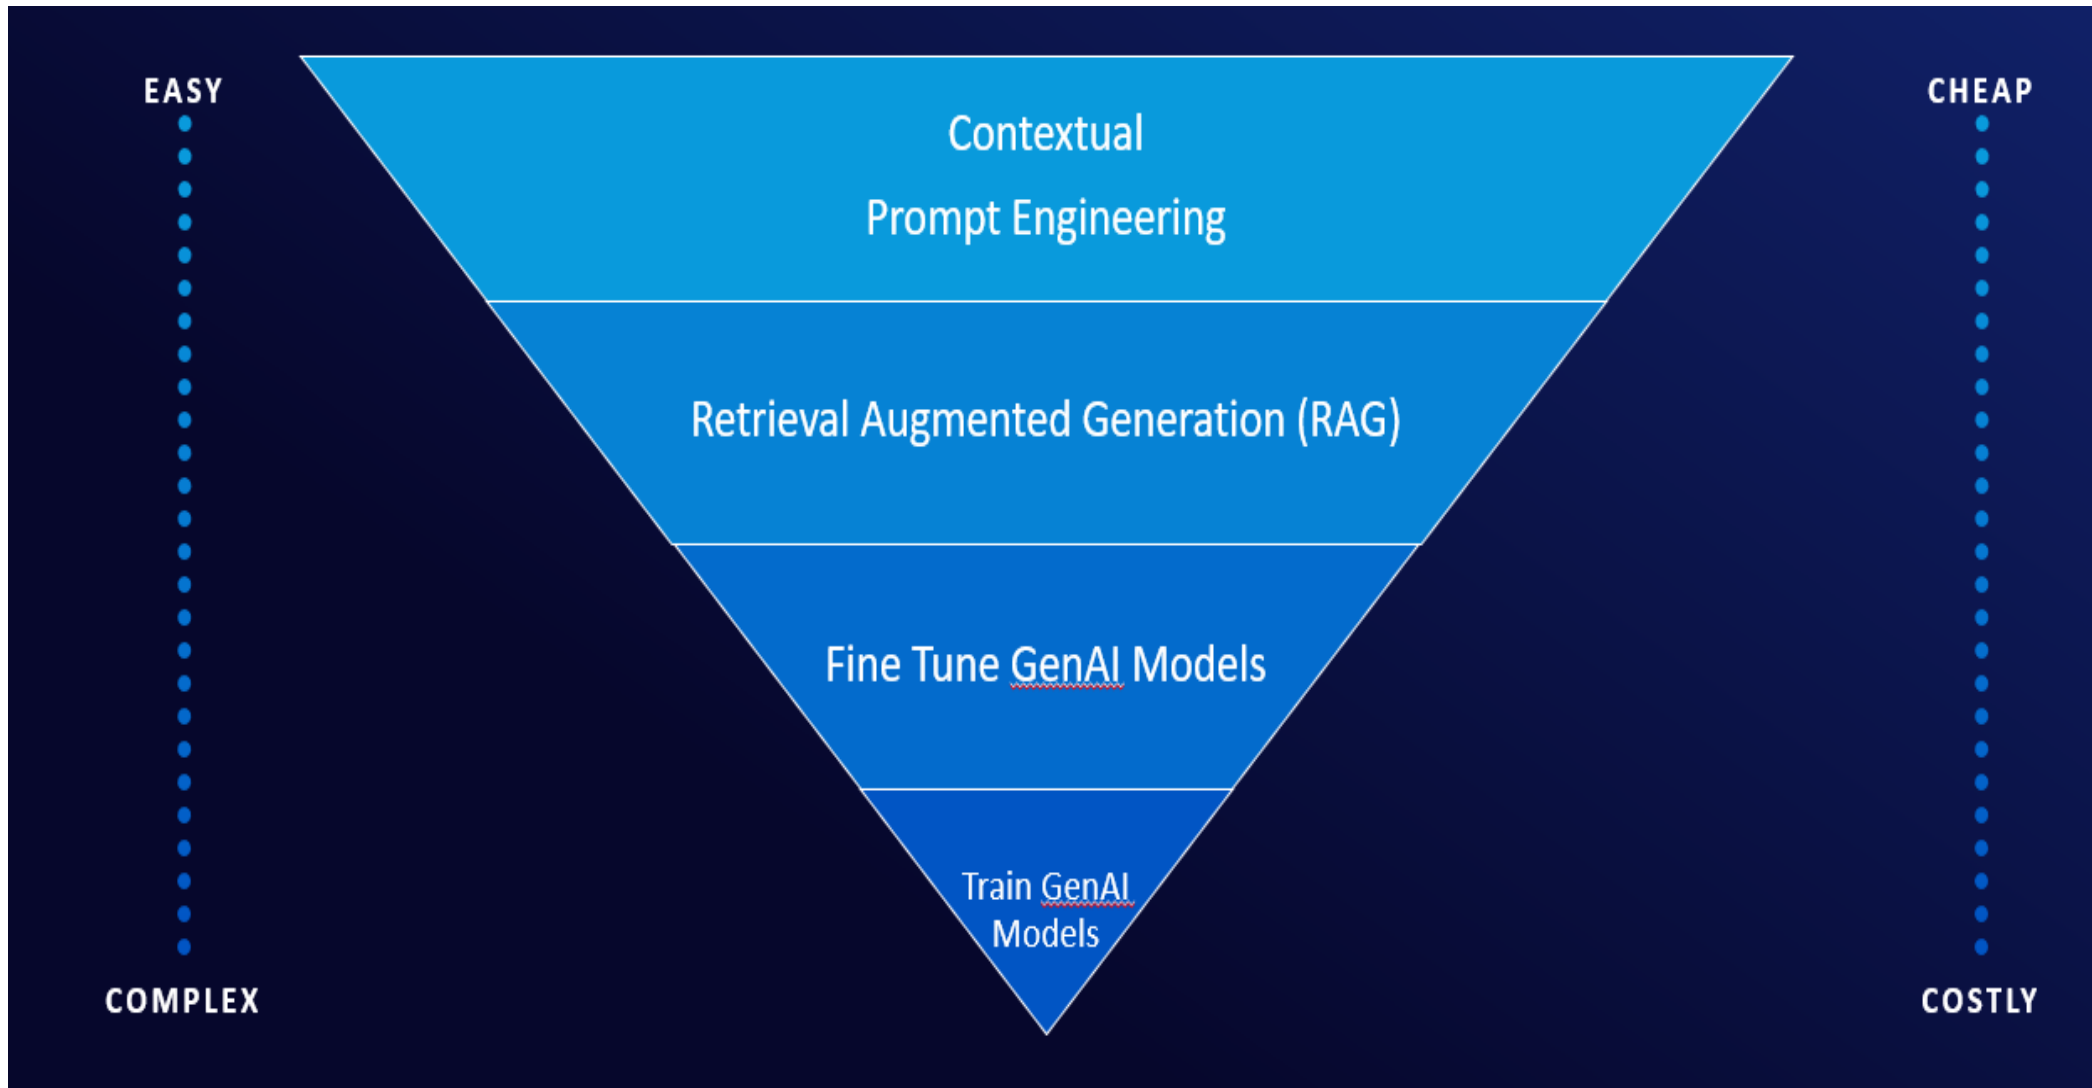 EASY
CHEAP
Contextual
Prompt Engineering
Retrieval Augmented Generation (RAG)
Fine Tune GenAI Models
Train GenAI
Models
COMPLEX
COSTLY